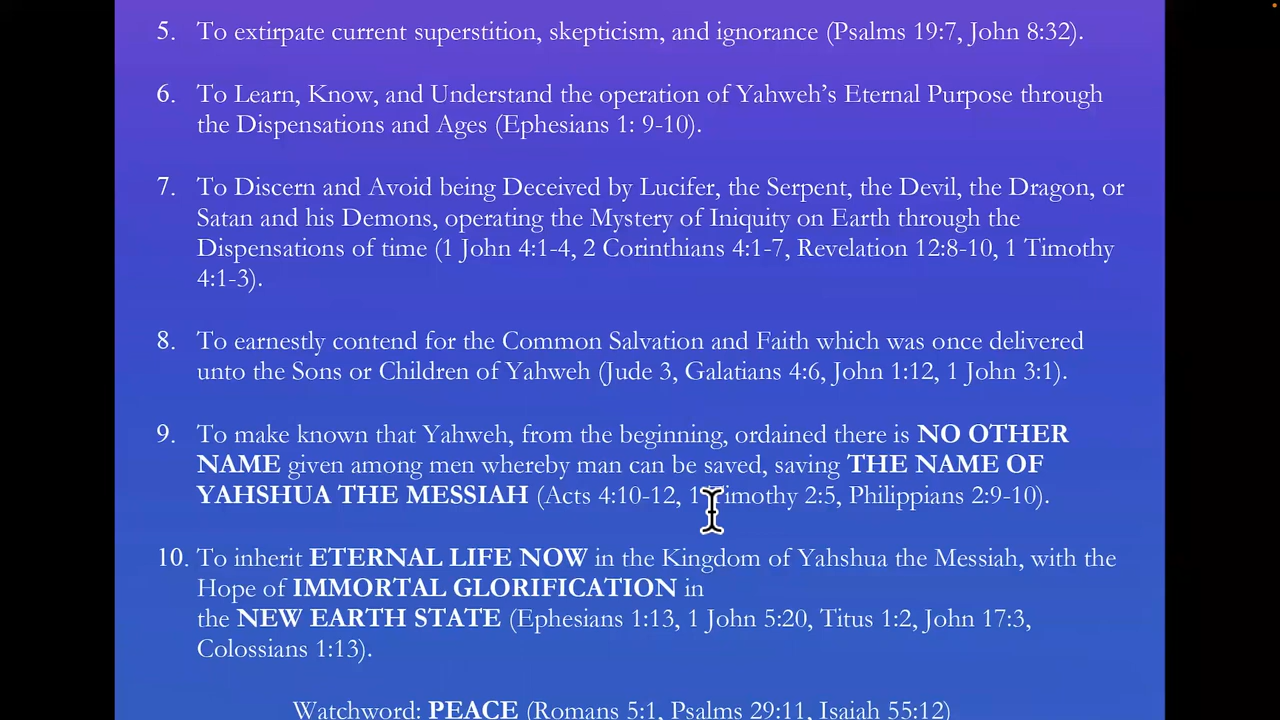 5. To extirpate current superstition, skepticism, and ignorance (Psalms 19:7, John 8:32).
6. To Learn, Know, and Understand the operation of Yahweh’s Eternal Purpose through
the Dispensations and Ages (Ephesians 1: 9-10).
7. To Discern and Avoid being Deceived by Lucifer, the Serpent, the Devil, the Dragon, or
Satan and his Demons, operating the Mystery of Iniquity on Earth through the
Dispensations of time (1 John 4:1-4, 2 Corinthians 4:1-7, Revelation 12:8-10, 1 Timothy
4:1-3).
8. To earnestly contend for the Common Salvation and Faith which was once delivered
unto the Sons or Children of Yahweh (Jude 3, Galatians 4:6, John 1:12, 1 John 3:1).
9. To make known that Yahweh, from the beginning, ordained there is NO OTHER
NAME given among men whereby man can be saved, saving THE NAME OF
YAHSHUA THE MESSIAH (Acts 4:10-12, 1 Timothy 2:5, Philippians 2:9-10).
10. To inherit ETERNAL LIFE NOW in the Kingdom of Yahshua the Messiah, with the
Hope of IMMORTAL GLORIFICATION in
the NEW EARTH STATE (Ephesians 1:13, 1 John 5:20, Titus 1:2, John 17:3,
Colossians 1:13).
Watchword: PEACE (Romans 5:1, Psalms 29:11, Isaiah 55:12)